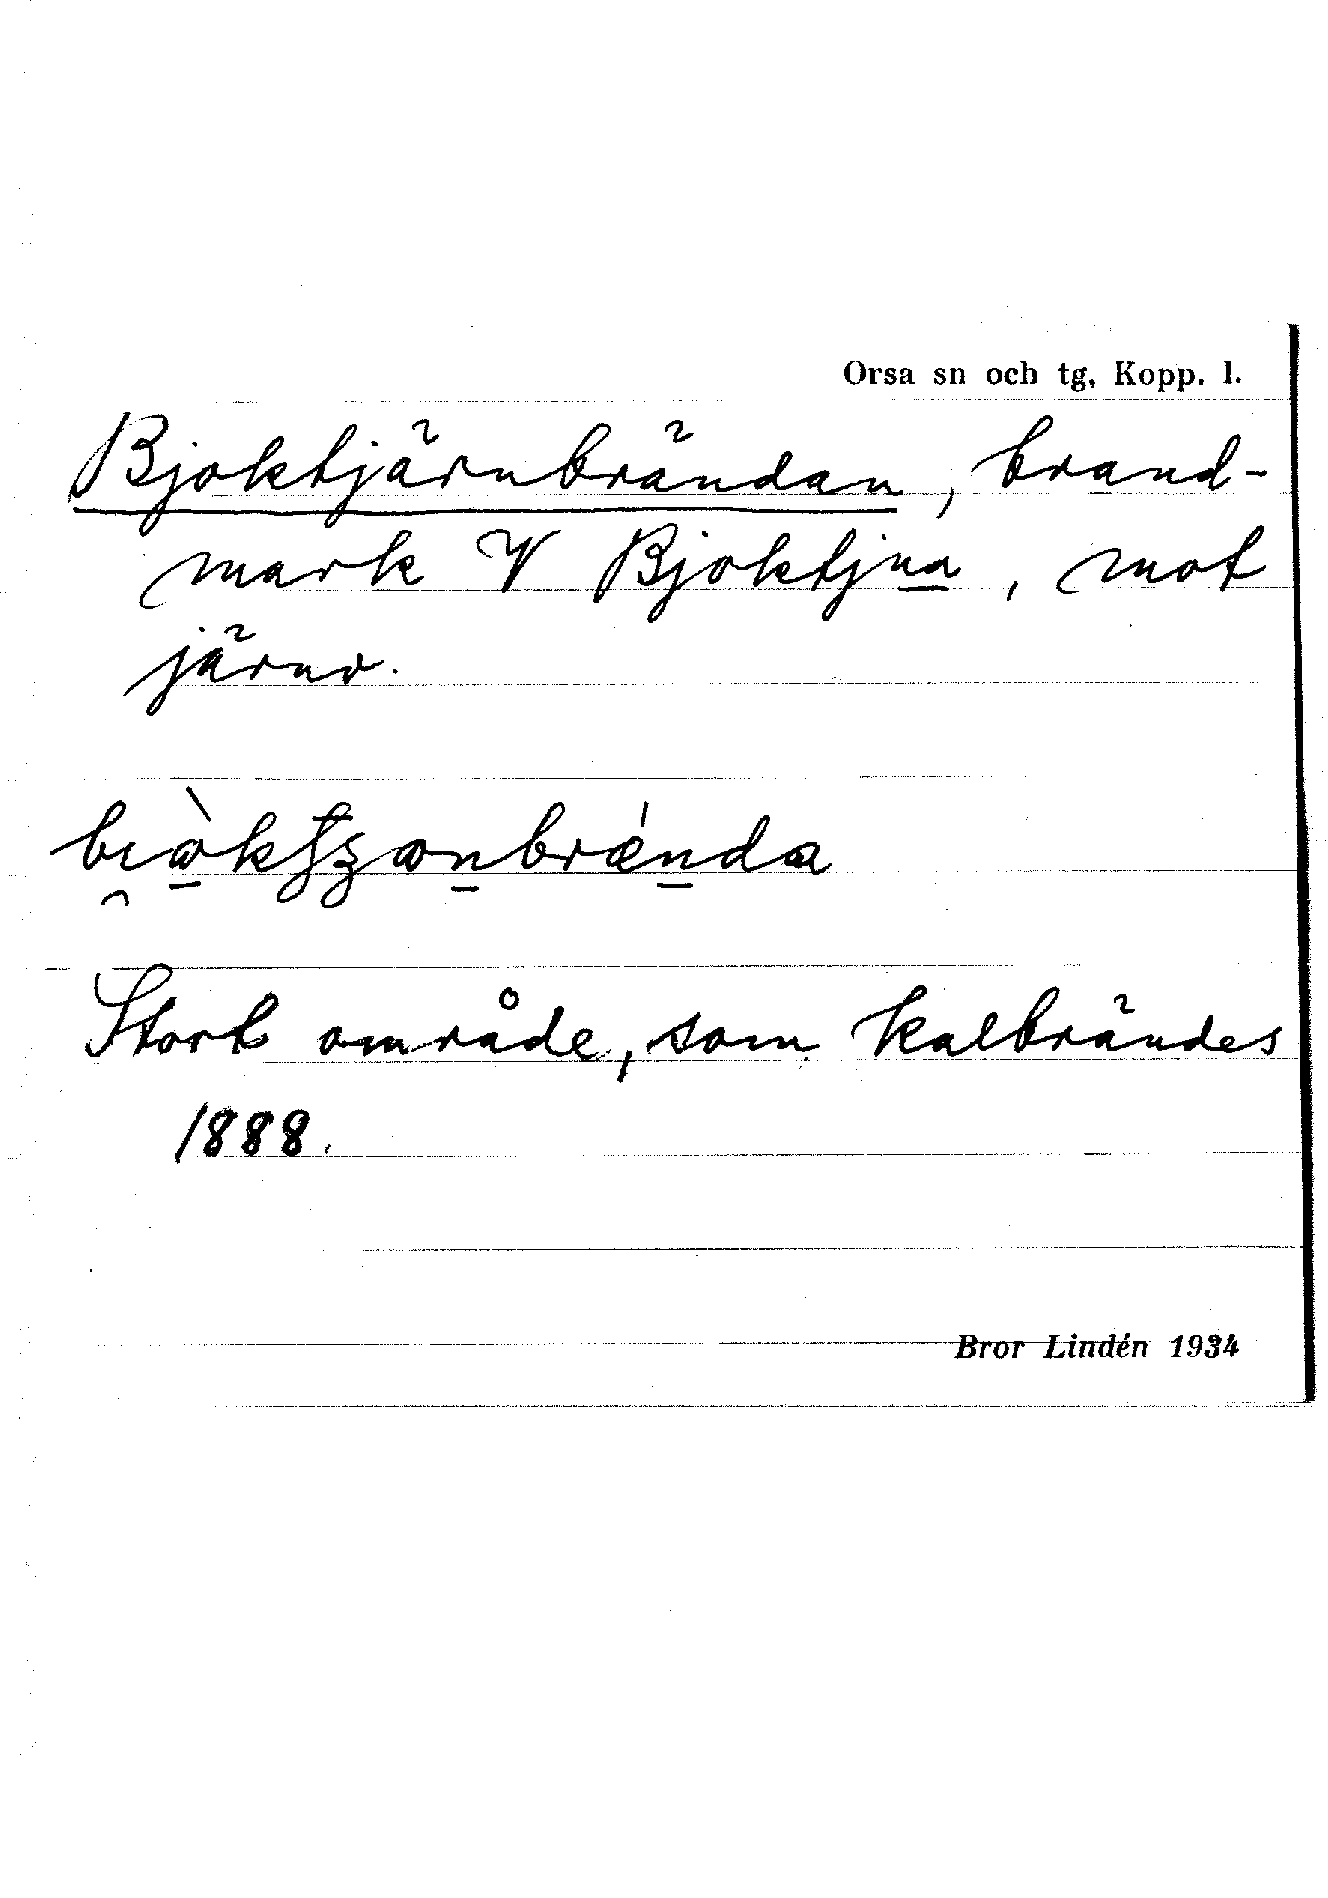 Orsa sn och tg, Kopp. l.
Bjoktjärnbrändan, brand-
mark V Bjoktjna, mot
järnv.
Stort område, som kalbrändes
1888.
Bror Lindén 1934